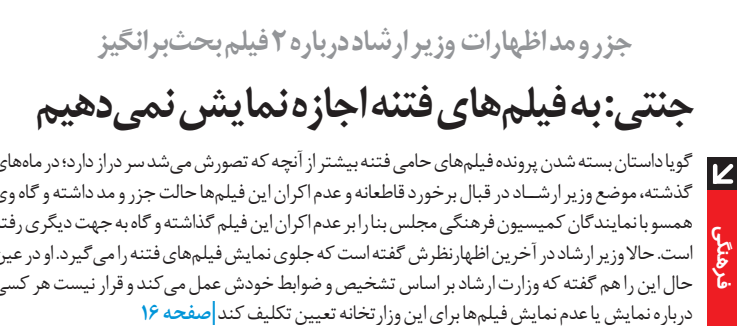 جزر و مد اظهارات وزیر ارشاد درباره ۲ فیلم بحث‌برانگیز
جنتی: به فیلم‌های فتنه اجازه نمایش نمی‌دهیم
گویا داستان بسته شدن پرونده فیلم‌های حامی فتنه بیشتر از آنچه که تصورش می‌شد سر دراز دارد؛ در ماه‌های
گذشته، موضع وزیر ارشـــاد در قبال برخورد قاطعانه و عدم اکران این فیلم‌ها حالت جزر و مد داشته و گاه وی
همسو با نمایندگان کمیسیون فرهنگی مجلس بنا را بر عدم اکران این فیلم گذاشته و گاه به جهت دیگری رفته
است. حالا وزیر ارشاد در آخرین اظهارنظرش گفته است که جلوی نمایش فیلم‌های فتنه را می‌گیرد. او در عین
حال این را هم گفته که وزارت ارشاد بر اساس تشخیص و ضوابط خودش عمل می‌کند و قرار نیست هر کسی
درباره نمایش یا عدم نمایش فیلم‌ها برای این وزارتخانه تعیین تکلیف کند|صفحه ۱۶
فرهنگی